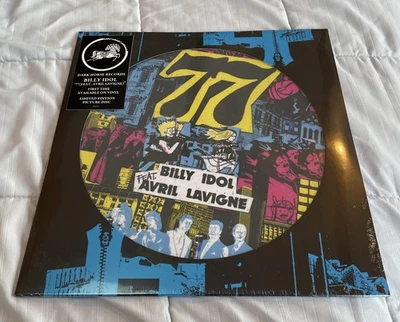 DARK HORSE RECORDS
BILLY IDOL
"77 (FEAT. AVRIL LAVIGNE)"
FIRST TIME
AVAILABLE ON VINYL
LIMITED EDITION
PICTURE DISC
77
BILLY IDOL
FEAT
AVRIL LAVIGNE